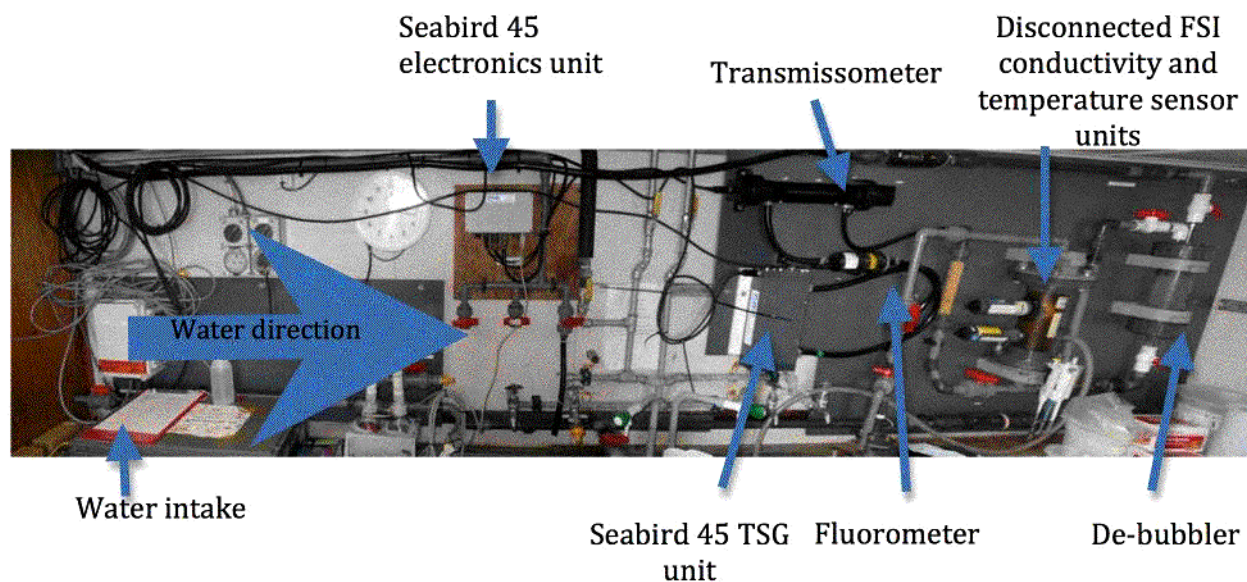 Seabird 45
electronics unit
Transmissometer
Disconnected FSI
conductivity and
temperature sensor
units
Water direction
Water intake
Seabird 45 TSG
unit
Fluorometer
De-bubbler